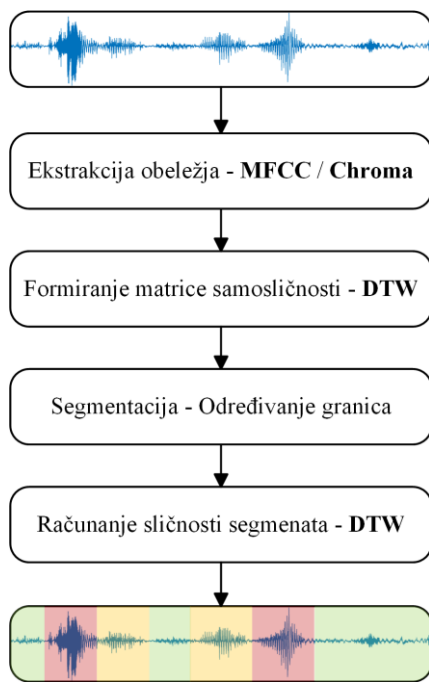 Ekstrakcija obeležja - MFCC / Chroma
Formiranje matrice samosličnosti - DTW
Segmentacija - Određivanje granica
Računanje sličnosti segmenata - DTW